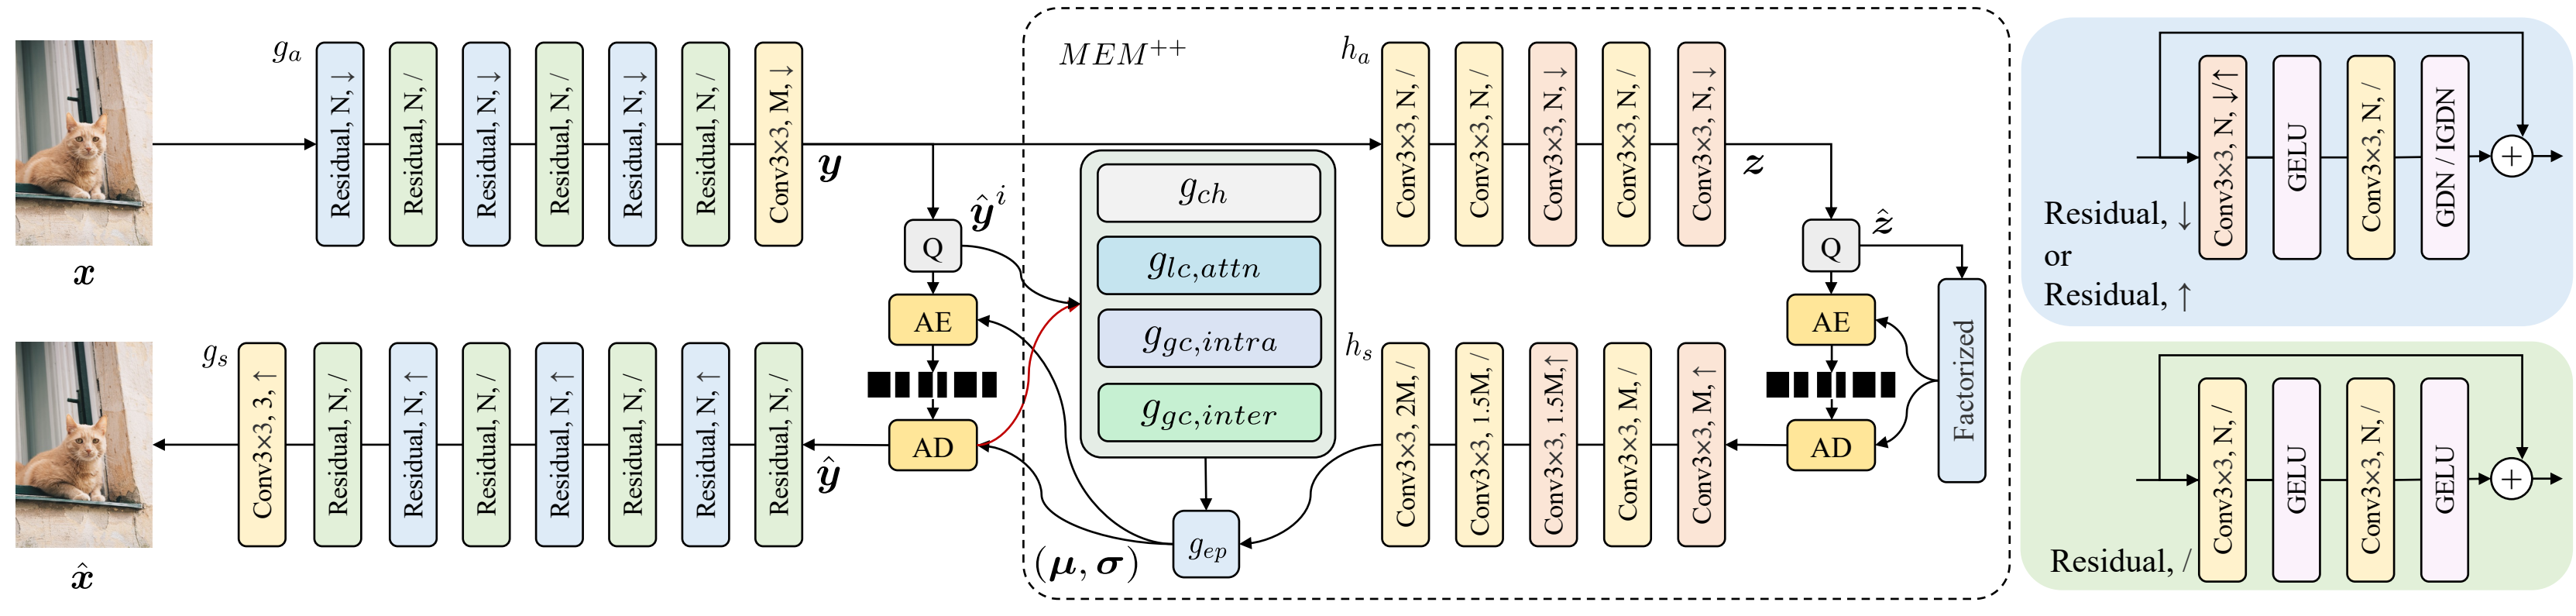 g_a
Residual, N, ↓
Residual, N, /
Residual, N, ↓
Residual, N, /
Residual, N, ↓
Residual, N, /
Conv3×3, M, ↓
x
y
Q
ŷ^i
AE
AD
ŷ
g_s
Conv3×3, 3, ↑
Residual, N, /
Residual, N, ↑
Residual, N, /
Residual, N, ↑
Residual, N, /
Residual, N, ↑
Residual, N, /
x̂
MEM^++
g_ch
g_lc,attn
g_gc,intra
g_gc,inter
g_ep
(μ, σ)
h_a
Conv3×3, N, /
Conv3×3, N, /
Conv3×3, N, ↓
Conv3×3, N, /
Conv3×3, N, ↓
z
Q
ẑ
AE
AD
Factorized
h_s
Conv3×3, 2M, /
Conv3×3, 1.5M, /
Conv3×3, 1.5M,↑
Conv3×3, M, /
Conv3×3, M, ↑
Residual, ↓
or
Residual, ↑
Conv3×3, N, ↓/↑
GELU
Conv3×3, N, /
GDN / IGDN
+
Residual, /
Conv3×3, N, /
GELU
Conv3×3, N, /
GELU
+